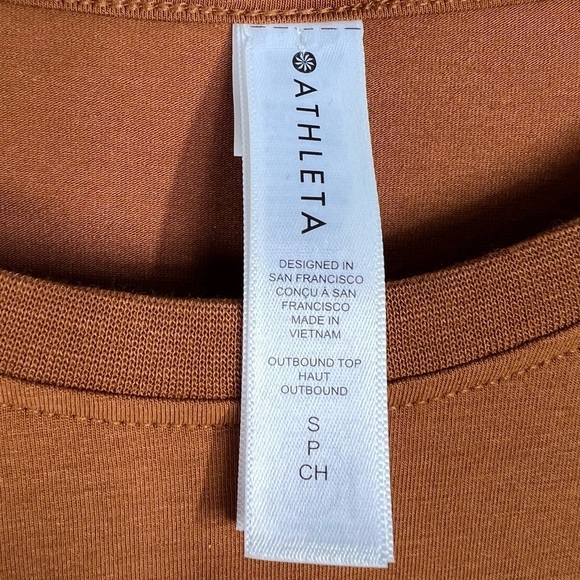 ATHLETA
DESIGNED IN
SAN FRANCISCO
CONÇU À SAN
FRANCISCO
MADE IN
VIETNAM
OUTBOUND TOP
HAUT
OUTBOUND
S
P
CH